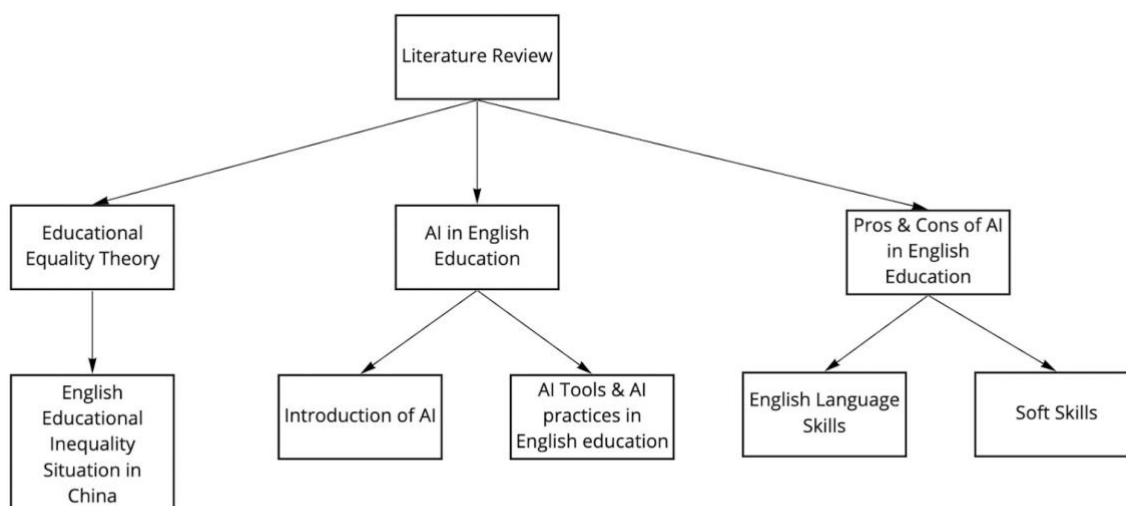 Literature Review
Educational
Equality Theory
AI in English
Education
Pros & Cons of AI
in English
Education
English
Educational
Inequality
Situation in
China
Introduction of AI
AI Tools & AI
practices in
English education
English Language
Skills
Soft Skills